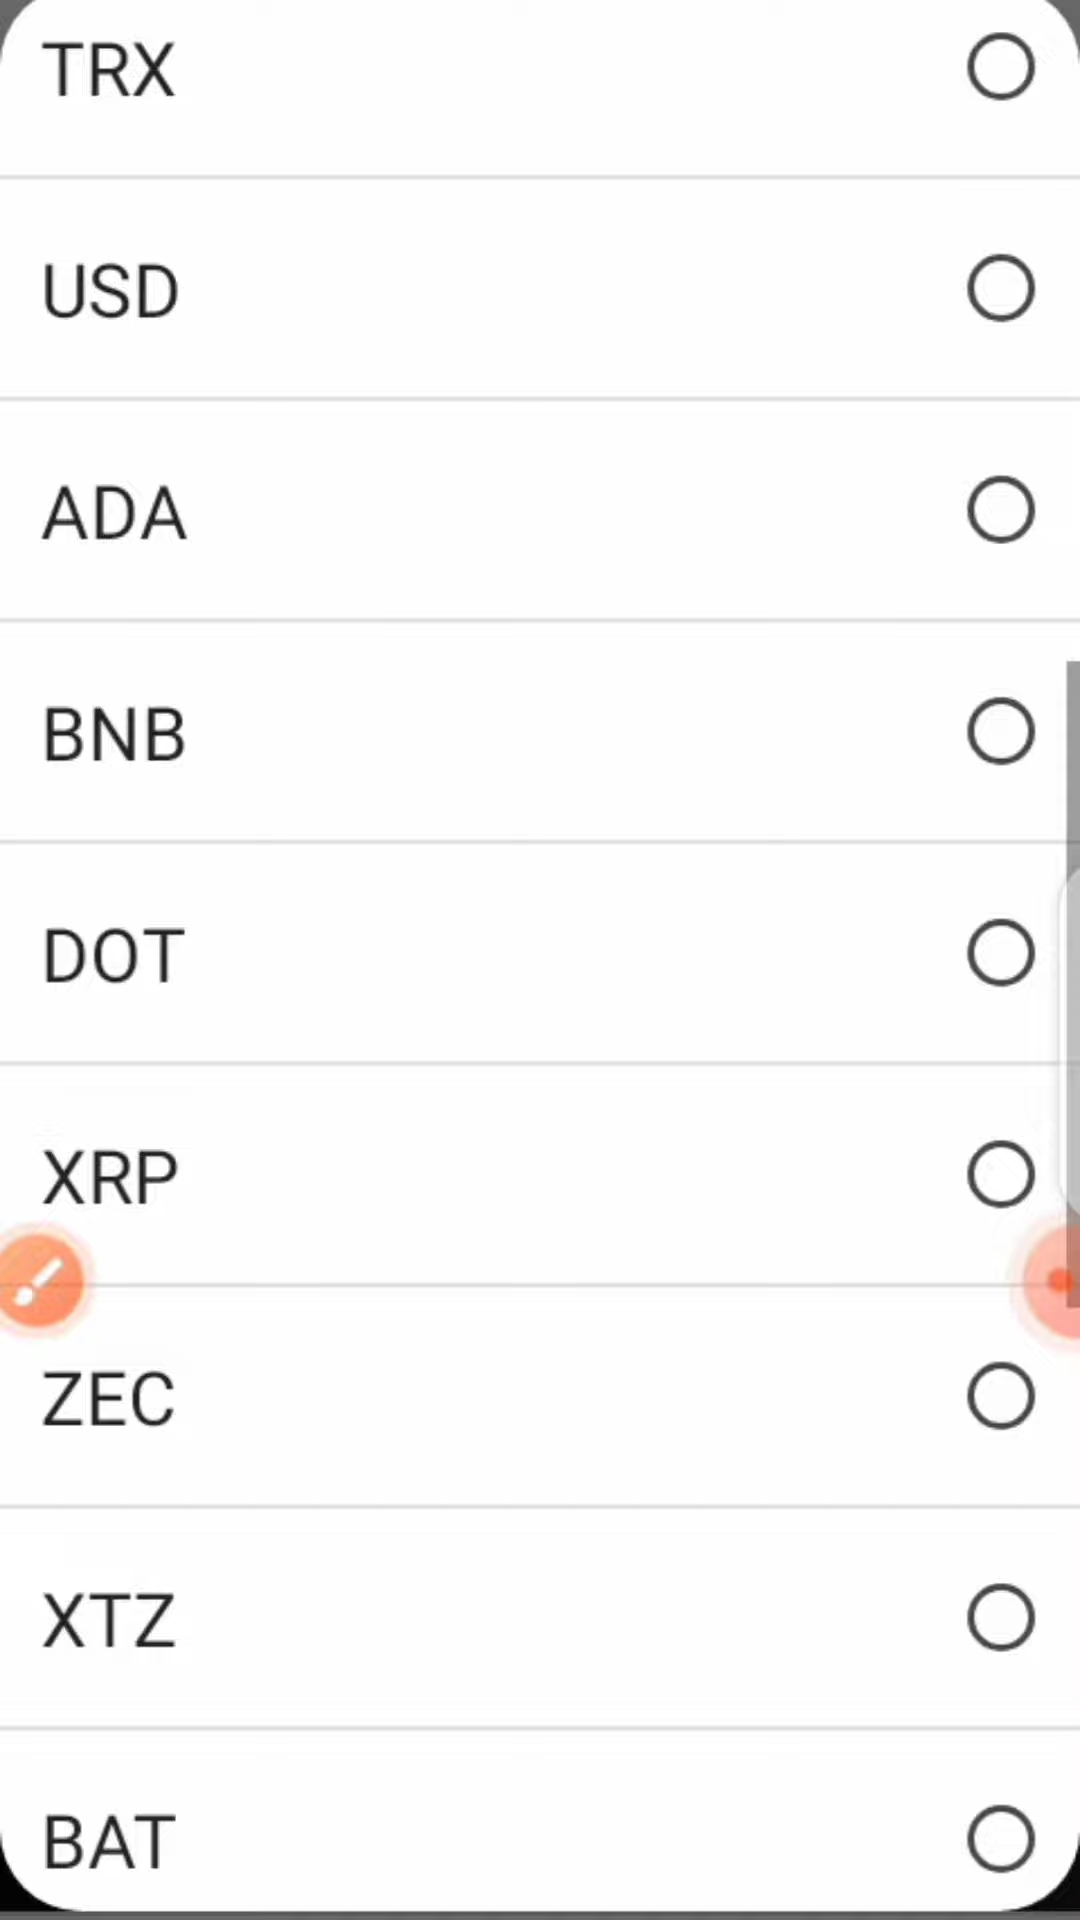 TRX
USD
ADA
BNB
DOT
XRP
ZEC
XTZ
BAT